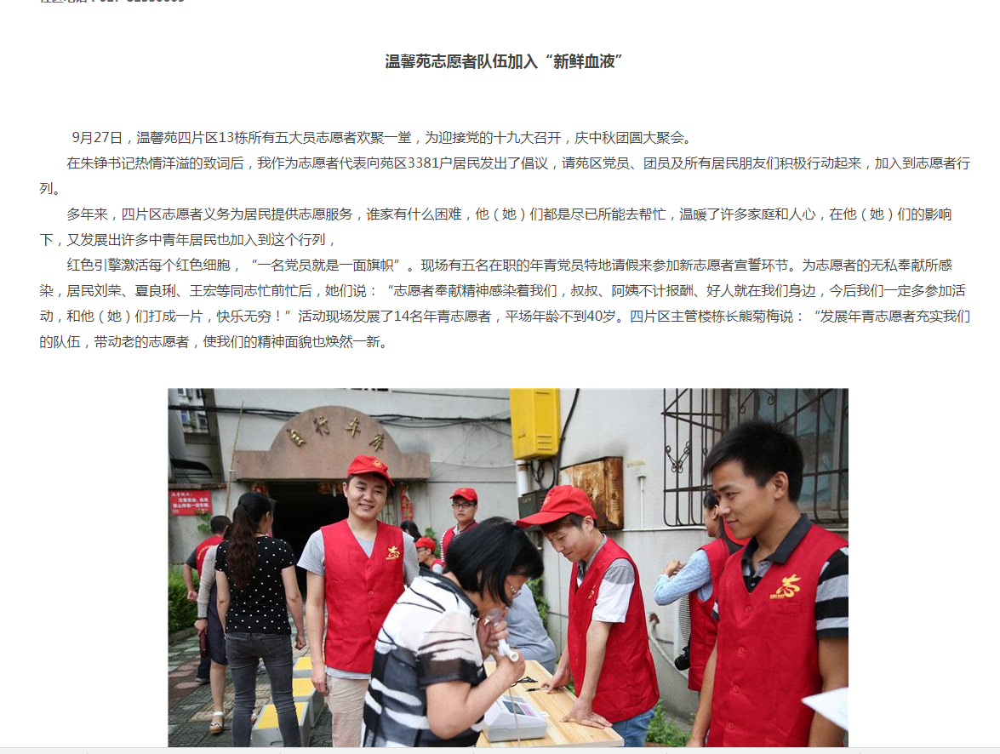 温馨苑志愿者队伍加入“新鲜血液”
9月27日，温馨苑四片区13栋所有五大员志愿者欢聚一堂，为迎接党的十九大召开，庆中秋团圆大聚会。
在朱铮书记热情洋溢的致词后，我作为志愿者代表向苑区3381户居民发出了倡议，请苑区党员、团员及所有居民朋友们积极行动起来，加入到志愿者行
列。
多年来，四片区志愿者义务为居民提供志愿服务，谁家有什么困难，他（她）们都是尽已所能去帮忙，温暖了许多家庭和人心，在他（她）们的影响
下，又发展出许多中青年居民也加入到这个行列，
红色引擎激活每个红色细胞，“一名党员就是一面旗帜”。现场有五名在职的年青党员特地请假来参加新志愿者宣誓环节。为志愿者的无私奉献所感
染，居民刘荣、夏良琍、王宏等同志忙前忙后，她们说：“志愿者奉献精神感染着我们，叔叔、阿姨不计报酬、好人就在我们身边，今后我们一定多参加活
动，和他（她）们打成一片，快乐无穷！”活动现场发展了14名年青志愿者，平场年龄不到40岁。四片区主管楼栋长熊菊梅说：“发展年青志愿者充实我们
的队伍，带动老的志愿者，使我们的精神面貌也焕然一新。
自行车库